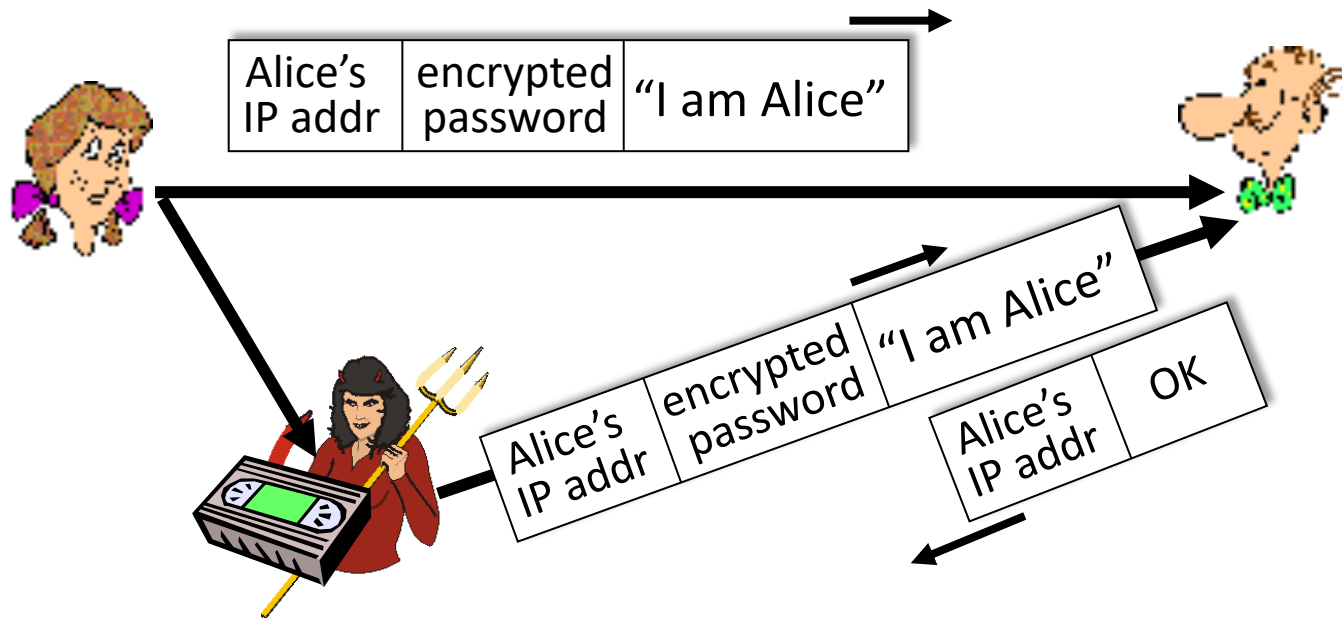 Alice’s
IP addr
encrypted
password
“I am Alice”
Alice’s
IP addr
encrypted
password
“I am Alice”
Alice’s
IP addr
OK